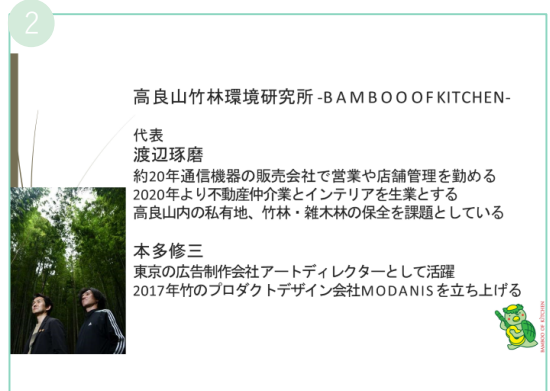 2
高良山竹林環境研究所 -BAMBOO OF KITCHEN-
代表
渡辺琢磨
約20年通信機器の販売会社で営業や店舗管理を勤める
2020年より不動産仲介業とインテリアを生業とする
高良山内の私有地、竹林・雑木林の保全を課題としている
本多修三
東京の広告制作会社アートディレクターとして活躍
2017年竹のプロダクトデザイン会社MODANISを立ち上げる
BAMBOO OF KITCHEN